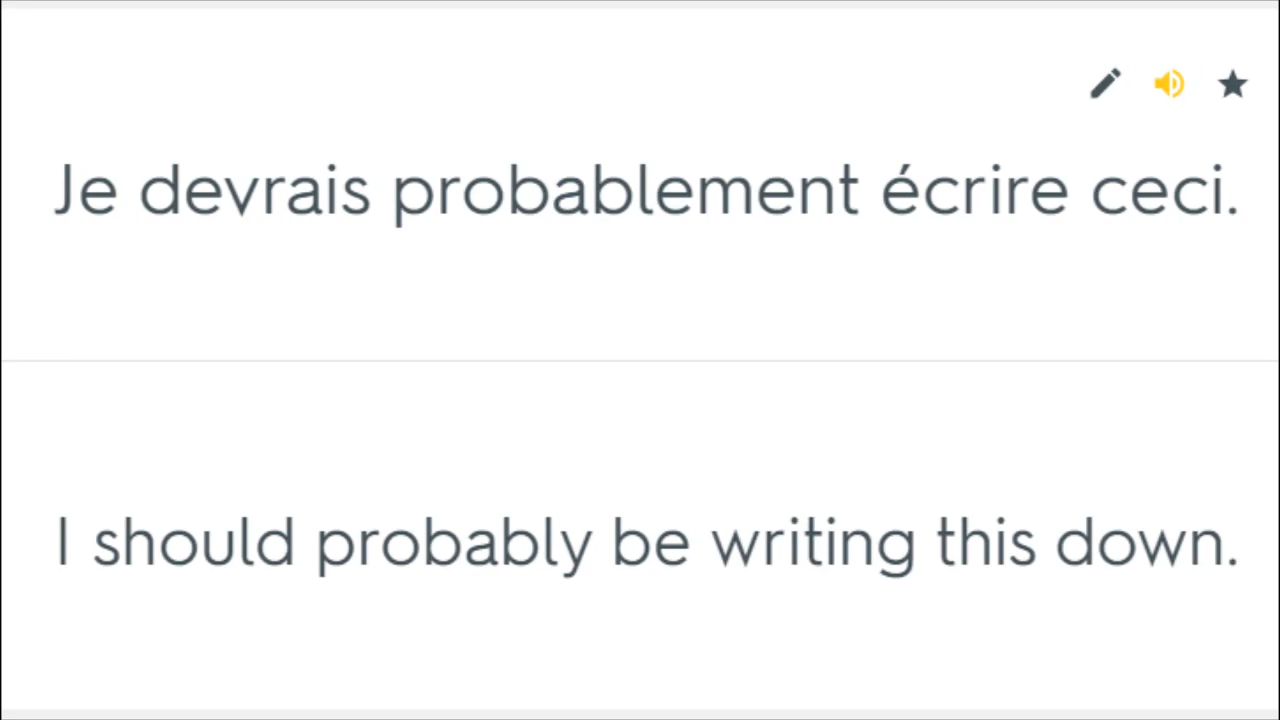 Je devrais probablement écrire ceci.
I should probably be writing this down.